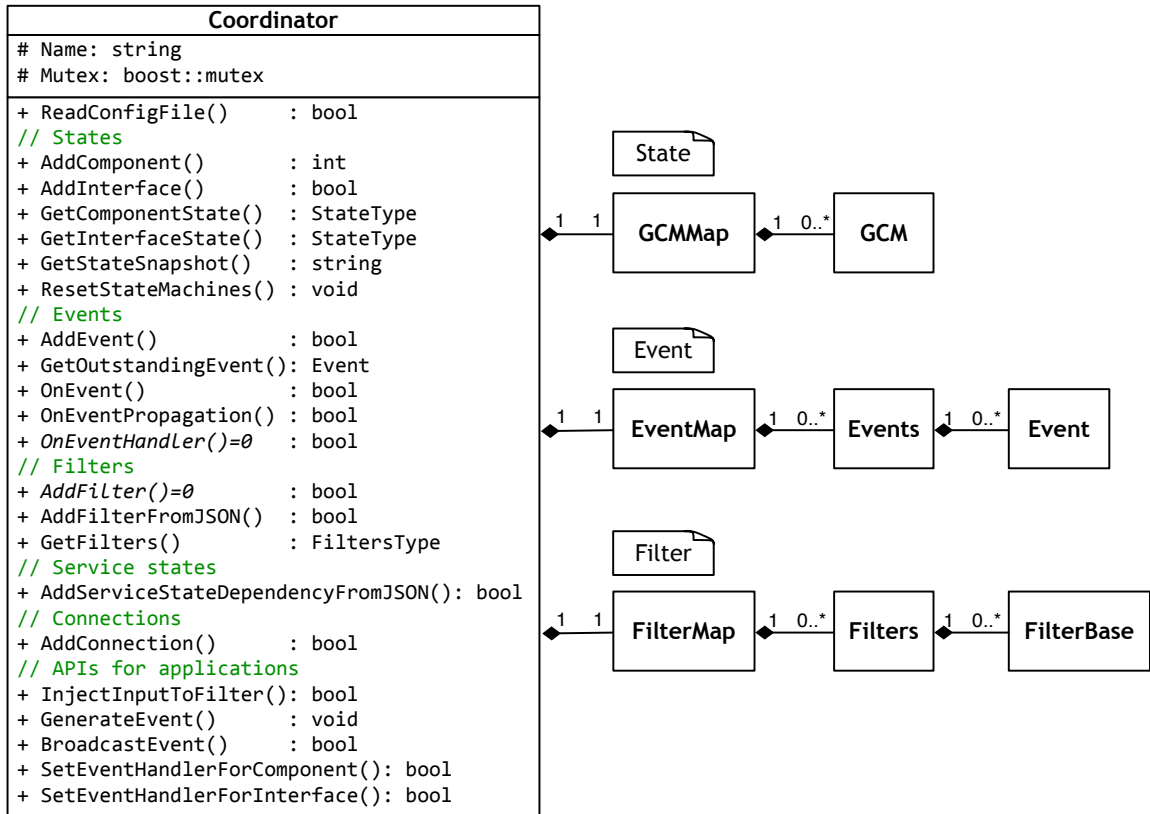 Coordinator
# Name: string
# Mutex: boost::mutex
+ ReadConfigFile() : bool
// States
+ AddComponent() : int
+ AddInterface() : bool
+ GetComponentState() : StateType
+ GetInterfaceState() : StateType
+ GetStateSnapshot() : string
+ ResetStateMachines() : void
// Events
+ AddEvent() : bool
+ GetOutstandingEvent(): Event
+ OnEvent() : bool
+ OnEventPropagation() : bool
+ OnEventHandler()=0 : bool
// Filters
+ AddFilter()=0 : bool
+ AddFilterFromJSON() : bool
+ GetFilters() : FiltersType
// Service states
+ AddServiceStateDependencyFromJSON(): bool
// Connections
+ AddConnection() : bool
// APIs for applications
+ InjectInputToFilter(): bool
+ GenerateEvent() : void
+ BroadcastEvent() : bool
+ SetEventHandlerForComponent(): bool
+ SetEventHandlerForInterface(): bool
State
1 1 GCMMap 1 0..* GCM
Event
1 1 EventMap 1 0..* Events 1 0..* Event
Filter
1 1 FilterMap 1 0..* Filters 1 0..* FilterBase